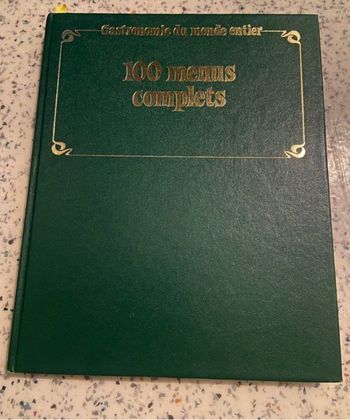 Gastronomie du monde entier
100 menus
complets